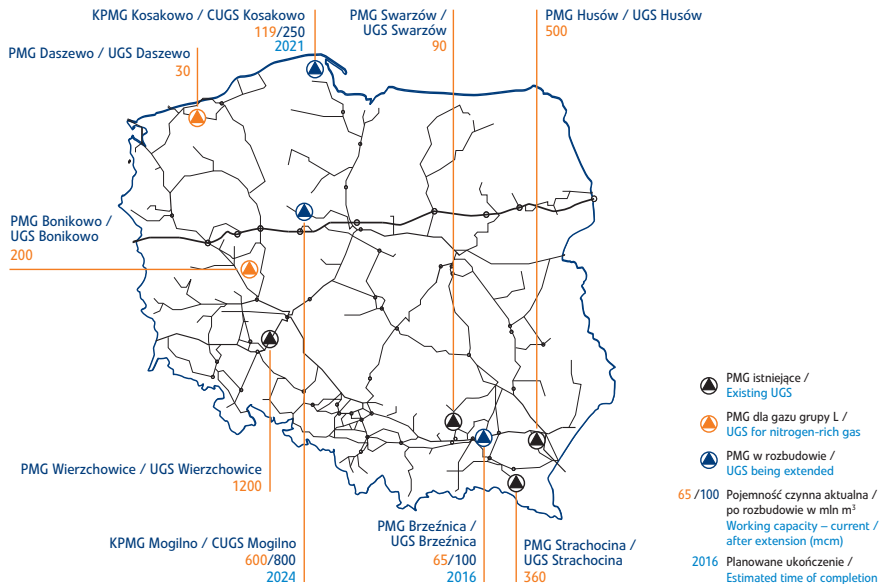 KPMG Kosakowo / CUGS Kosakowo
119/250
2021
PMG Swarzów /
UGS Swarzów
90
PMG Husów / UGS Husów
500
PMG Daszewo / UGS Daszewo
30
PMG Bonikowo /
UGS Bonikowo
200
PMG Wierzchowice / UGS Wierzchowice
1200
KPMG Mogilno / CUGS Mogilno
600/800
2024
PMG Brzeźnica /
UGS Brzeźnica
65/100
2016
PMG Strachocina /
UGS Strachocina
360
PMG istniejące /
Existing UGS
PMG dla gazu grupy L /
UGS for nitrogen-rich gas
PMG w rozbudowie /
UGS being extended
65/100 Pojemność czynna aktualna /
po rozbudowie w mln m³
Working capacity – current /
after extension (mcm)
2016 Planowane ukończenie /
Estimated time of completion